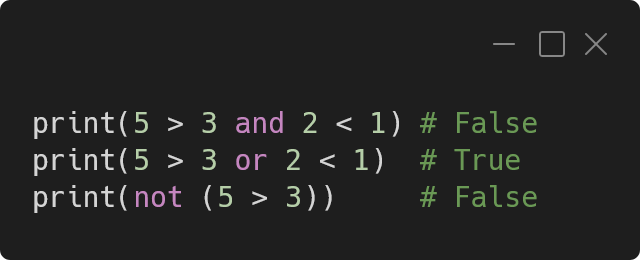 print(5 > 3 and 2 < 1) # False
print(5 > 3 or 2 < 1)  # True
print(not (5 > 3))     # False